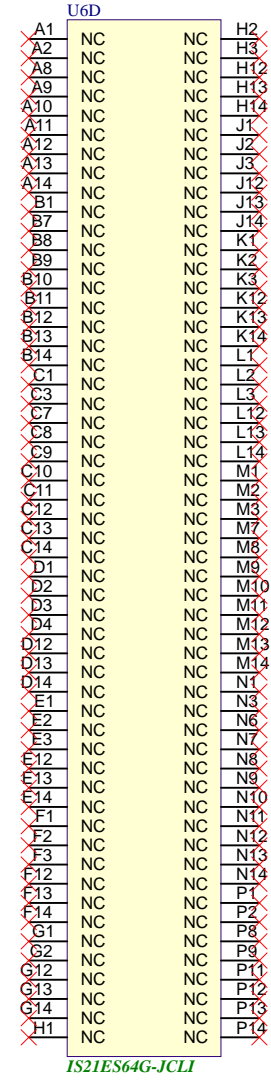 U6D
A1 NC NC H2
A2 NC NC H3
A8 NC NC H12
A9 NC NC H13
A10 NC NC H14
A11 NC NC J1
A12 NC NC J2
A13 NC NC J3
A14 NC NC J12
B1 NC NC J13
B7 NC NC J14
B8 NC NC K1
B9 NC NC K2
B10 NC NC K3
B11 NC NC K12
B12 NC NC K13
B13 NC NC K14
B14 NC NC L1
C1 NC NC L2
C3 NC NC L3
C7 NC NC L12
C8 NC NC L13
C9 NC NC L14
C10 NC NC M1
C11 NC NC M2
C12 NC NC M3
C13 NC NC M7
C14 NC NC M8
D1 NC NC M9
D2 NC NC M10
D3 NC NC M11
D4 NC NC M12
D12 NC NC M13
D13 NC NC M14
D14 NC NC N1
E1 NC NC N3
E2 NC NC N6
E3 NC NC N7
E12 NC NC N8
E13 NC NC N9
E14 NC NC N10
F1 NC NC N11
F2 NC NC N12
F3 NC NC N13
F12 NC NC N14
F13 NC NC P1
F14 NC NC P2
G1 NC NC P8
G2 NC NC P9
G12 NC NC P11
G13 NC NC P12
G14 NC NC P13
H1 NC NC P14
IS21ES64G-JCLI